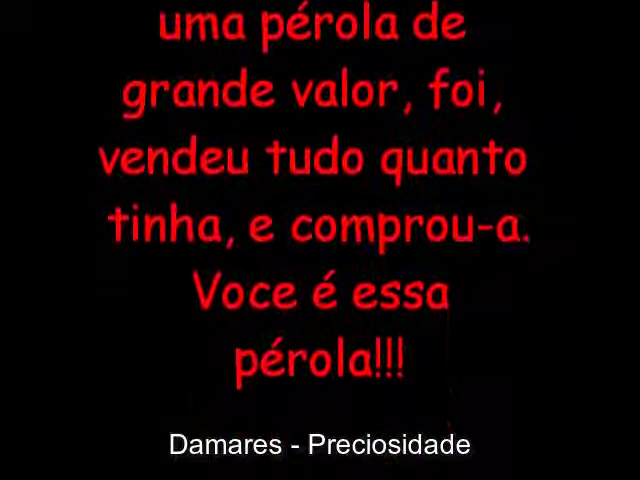 uma pérola de
grande valor, foi,
vendeu tudo quanto
tinha, e comprou-a.
Voce é essa
pérola!!!
Damares - Preciosidade